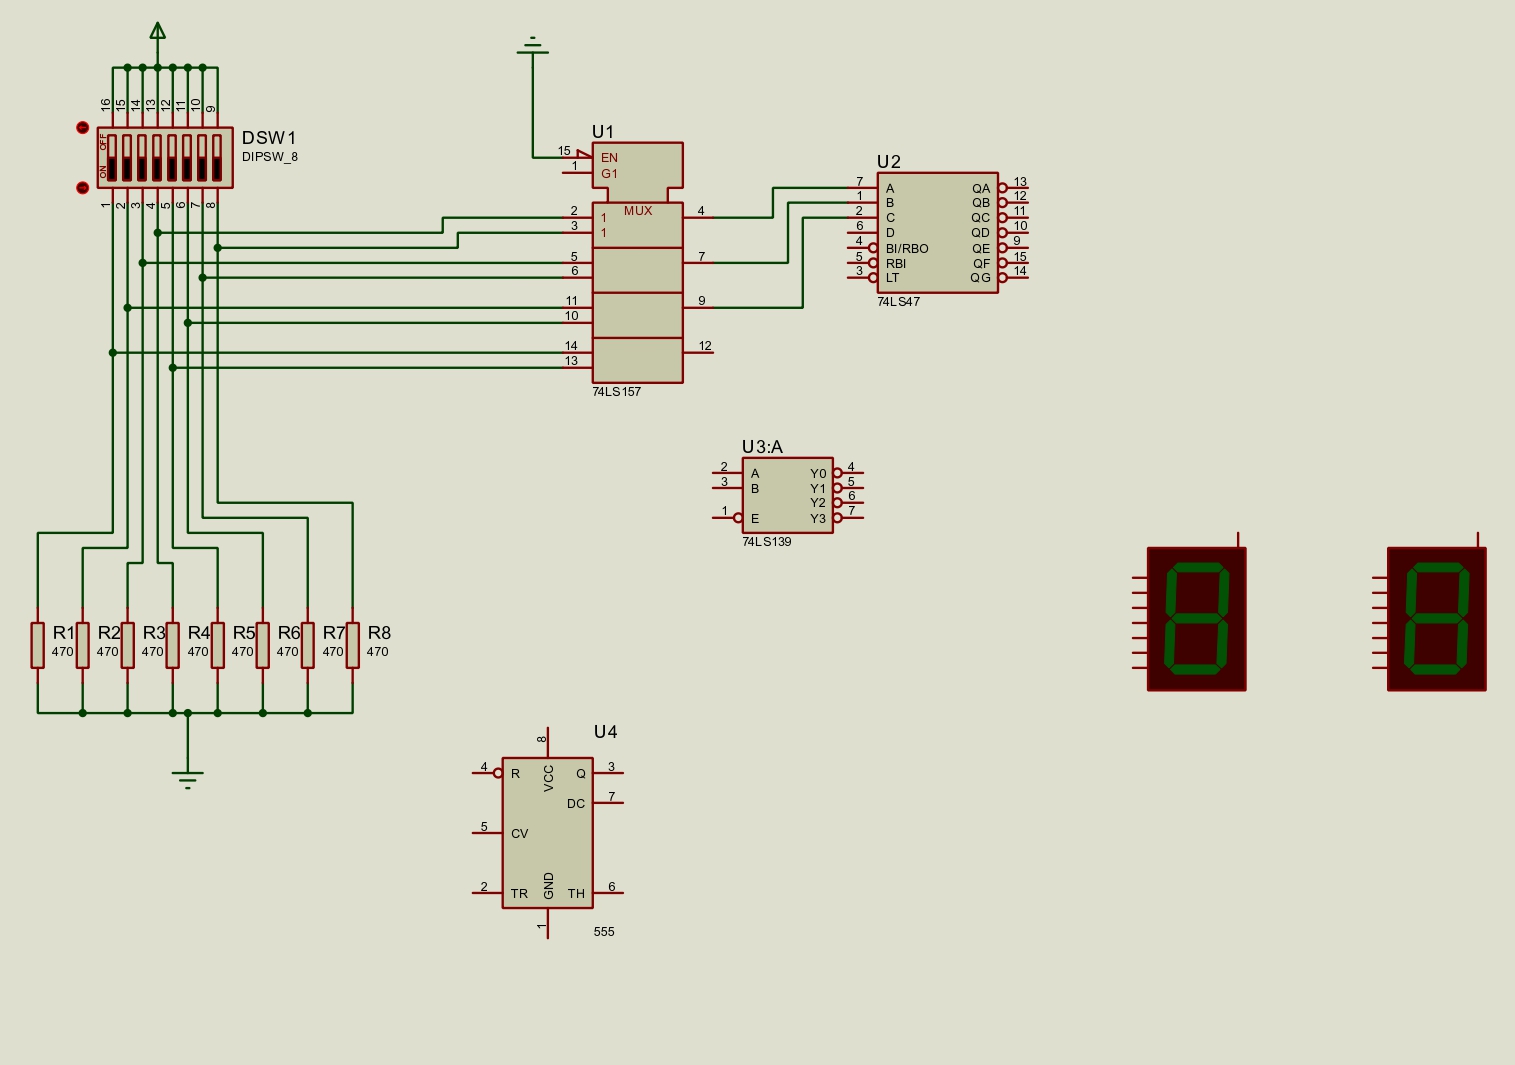 16 15 14 13 12 11 10 9
OFF
ON
DSW1
DIPSW_8
1 2 3 4 5 6 7 8
U1
15 EN
1 G1
MUX
2 1 4
3 1
5 7
6
11 9
10
14 12
13
74LS157
U2
7 A QA 13
1 B QB 12
2 C QC 11
6 D QD 10
4 BI/RBO QE 9
5 RBI QF 15
3 LT QG 14
74LS47
U3:A
2 A Y0 4
3 B Y1 5
Y2 6
1 E Y3 7
74LS139
R1 R2 R3 R4 R5 R6 R7 R8
470 470 470 470 470 470 470 470
U4
8
VCC
4 R Q 3
DC 7
5 CV
2 TR GND TH 6
1
555